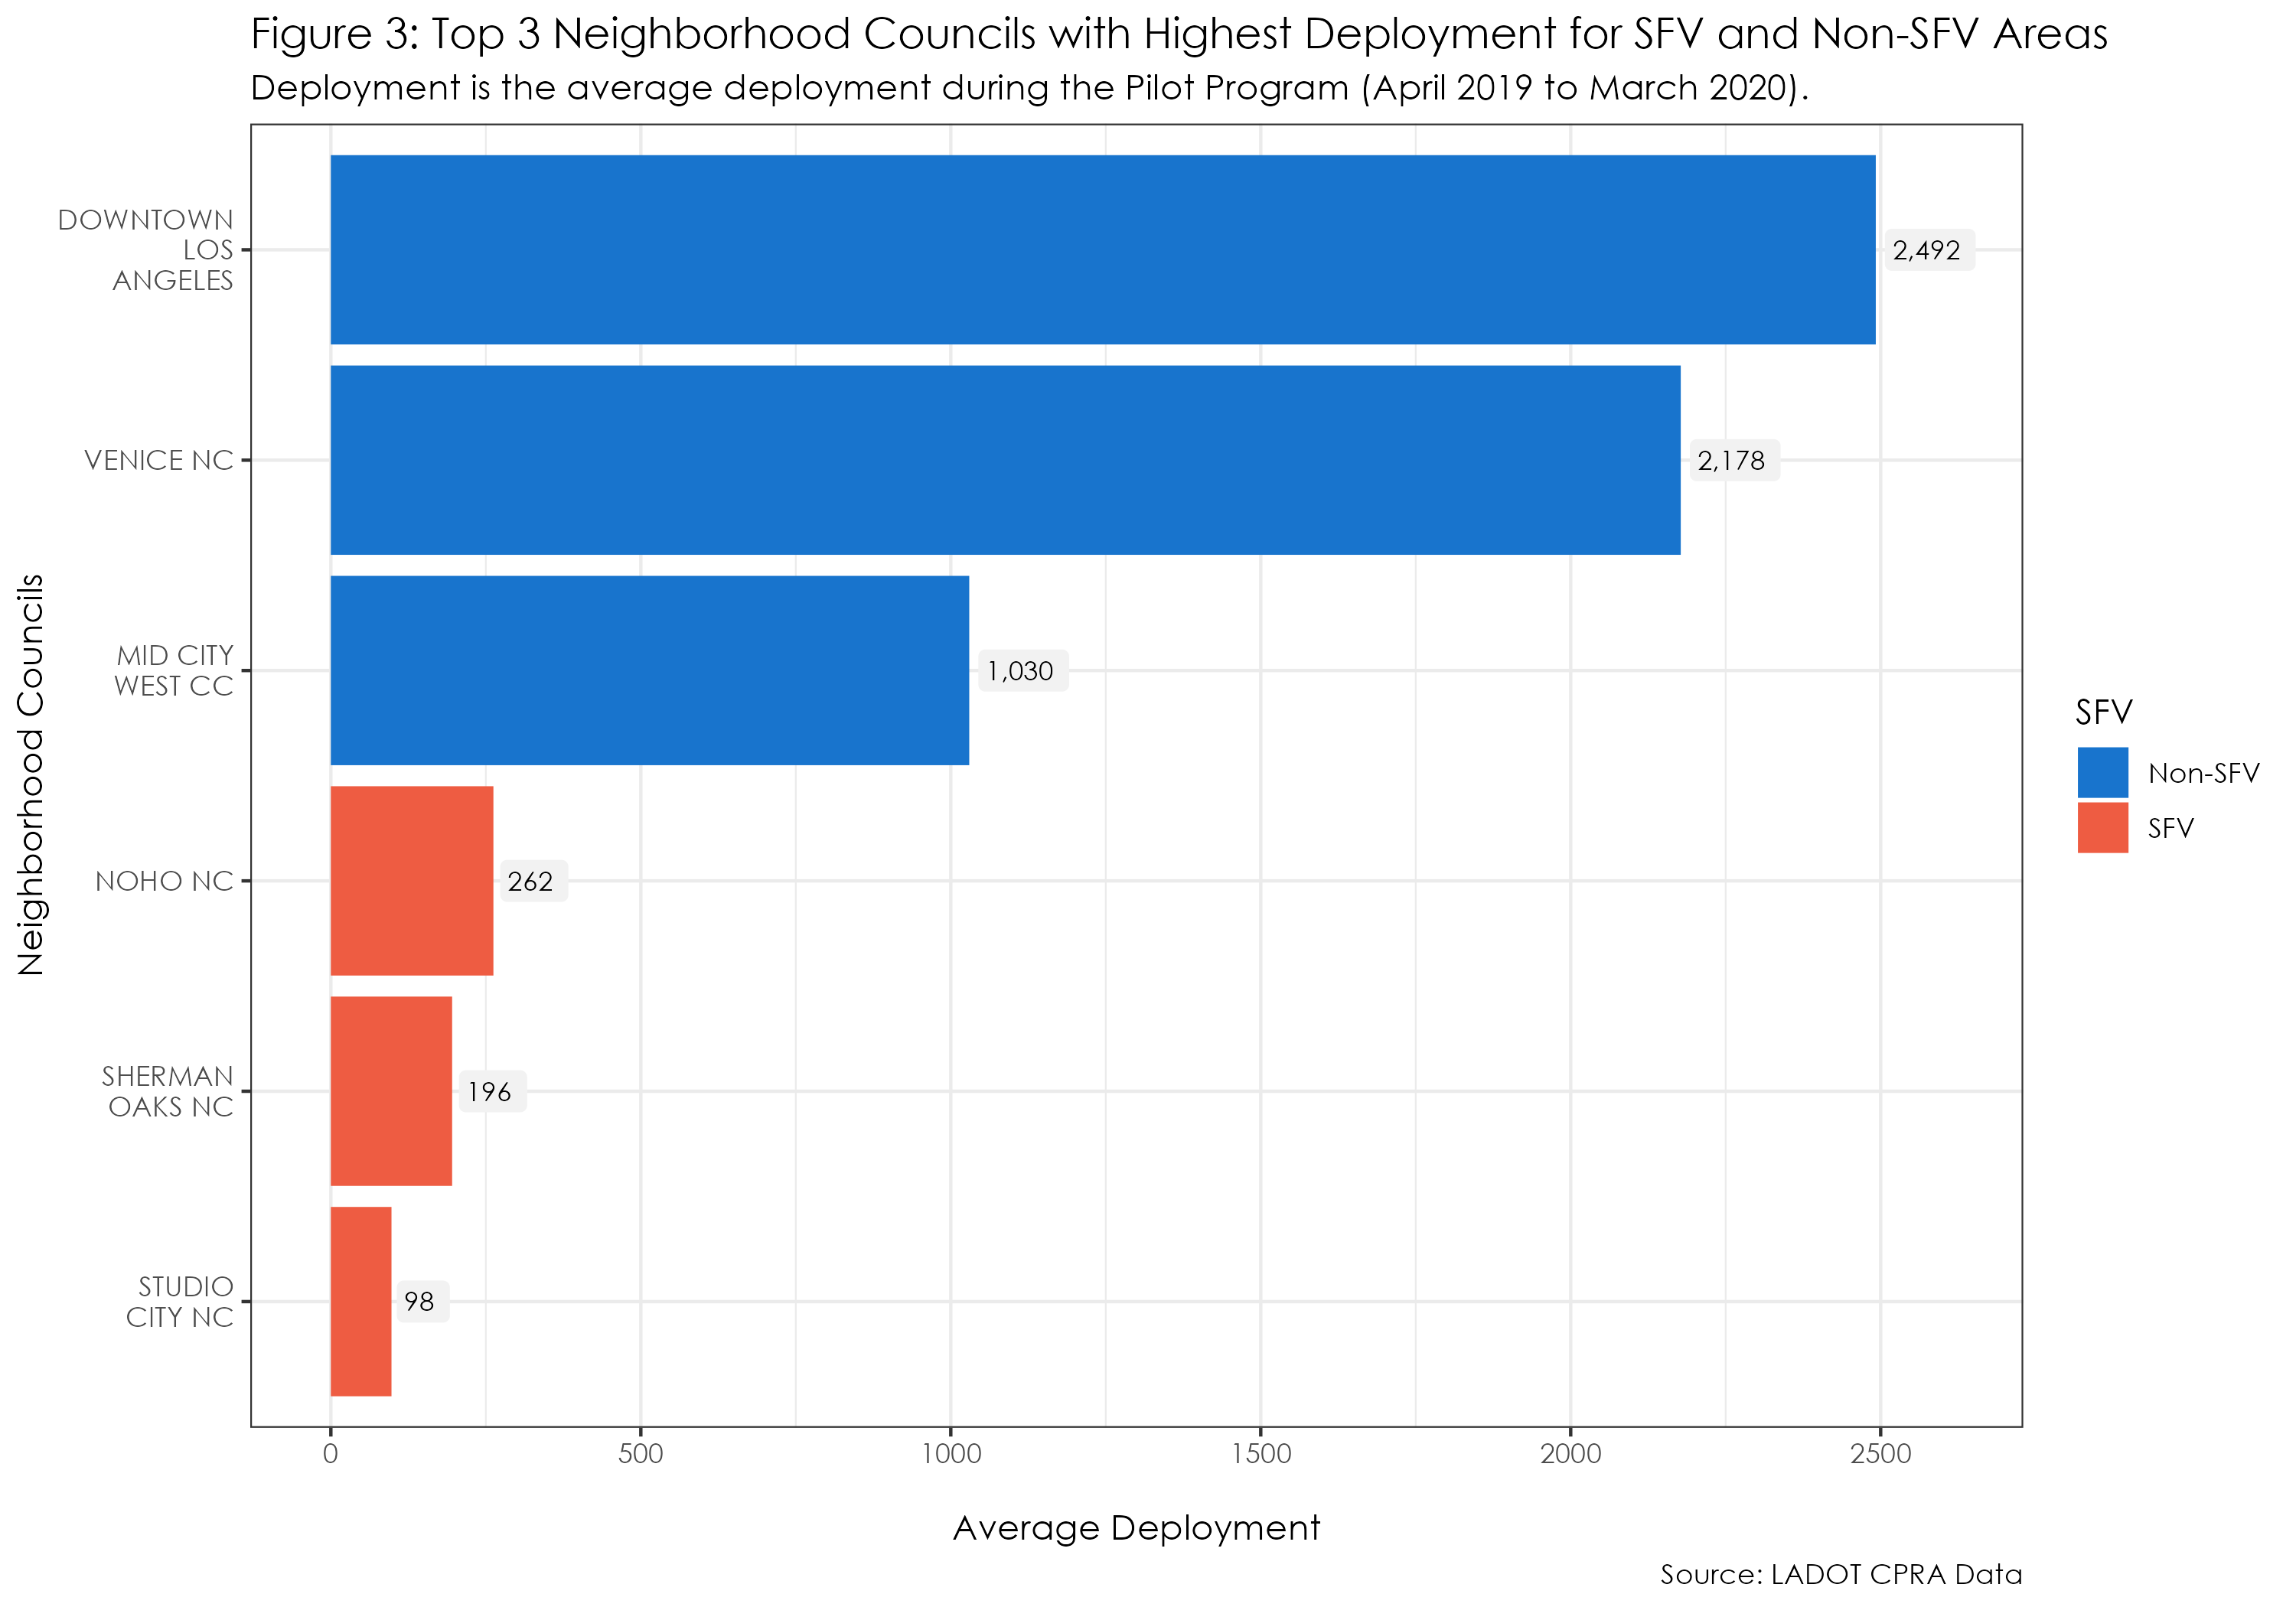 Figure 3: Top 3 Neighborhood Councils with Highest Deployment for SFV and Non-SFV Areas
Deployment is the average deployment during the Pilot Program (April 2019 to March 2020).
Neighborhood Councils
DOWNTOWN
LOS
ANGELES
2,492
VENICE NC
2,178
MID CITY
WEST CC
1,030
NOHO NC
262
SHERMAN
OAKS NC
196
STUDIO
CITY NC
98
0 500 1000 1500 2000 2500
Average Deployment
SFV
Non-SFV
SFV
Source: LADOT CPRA Data